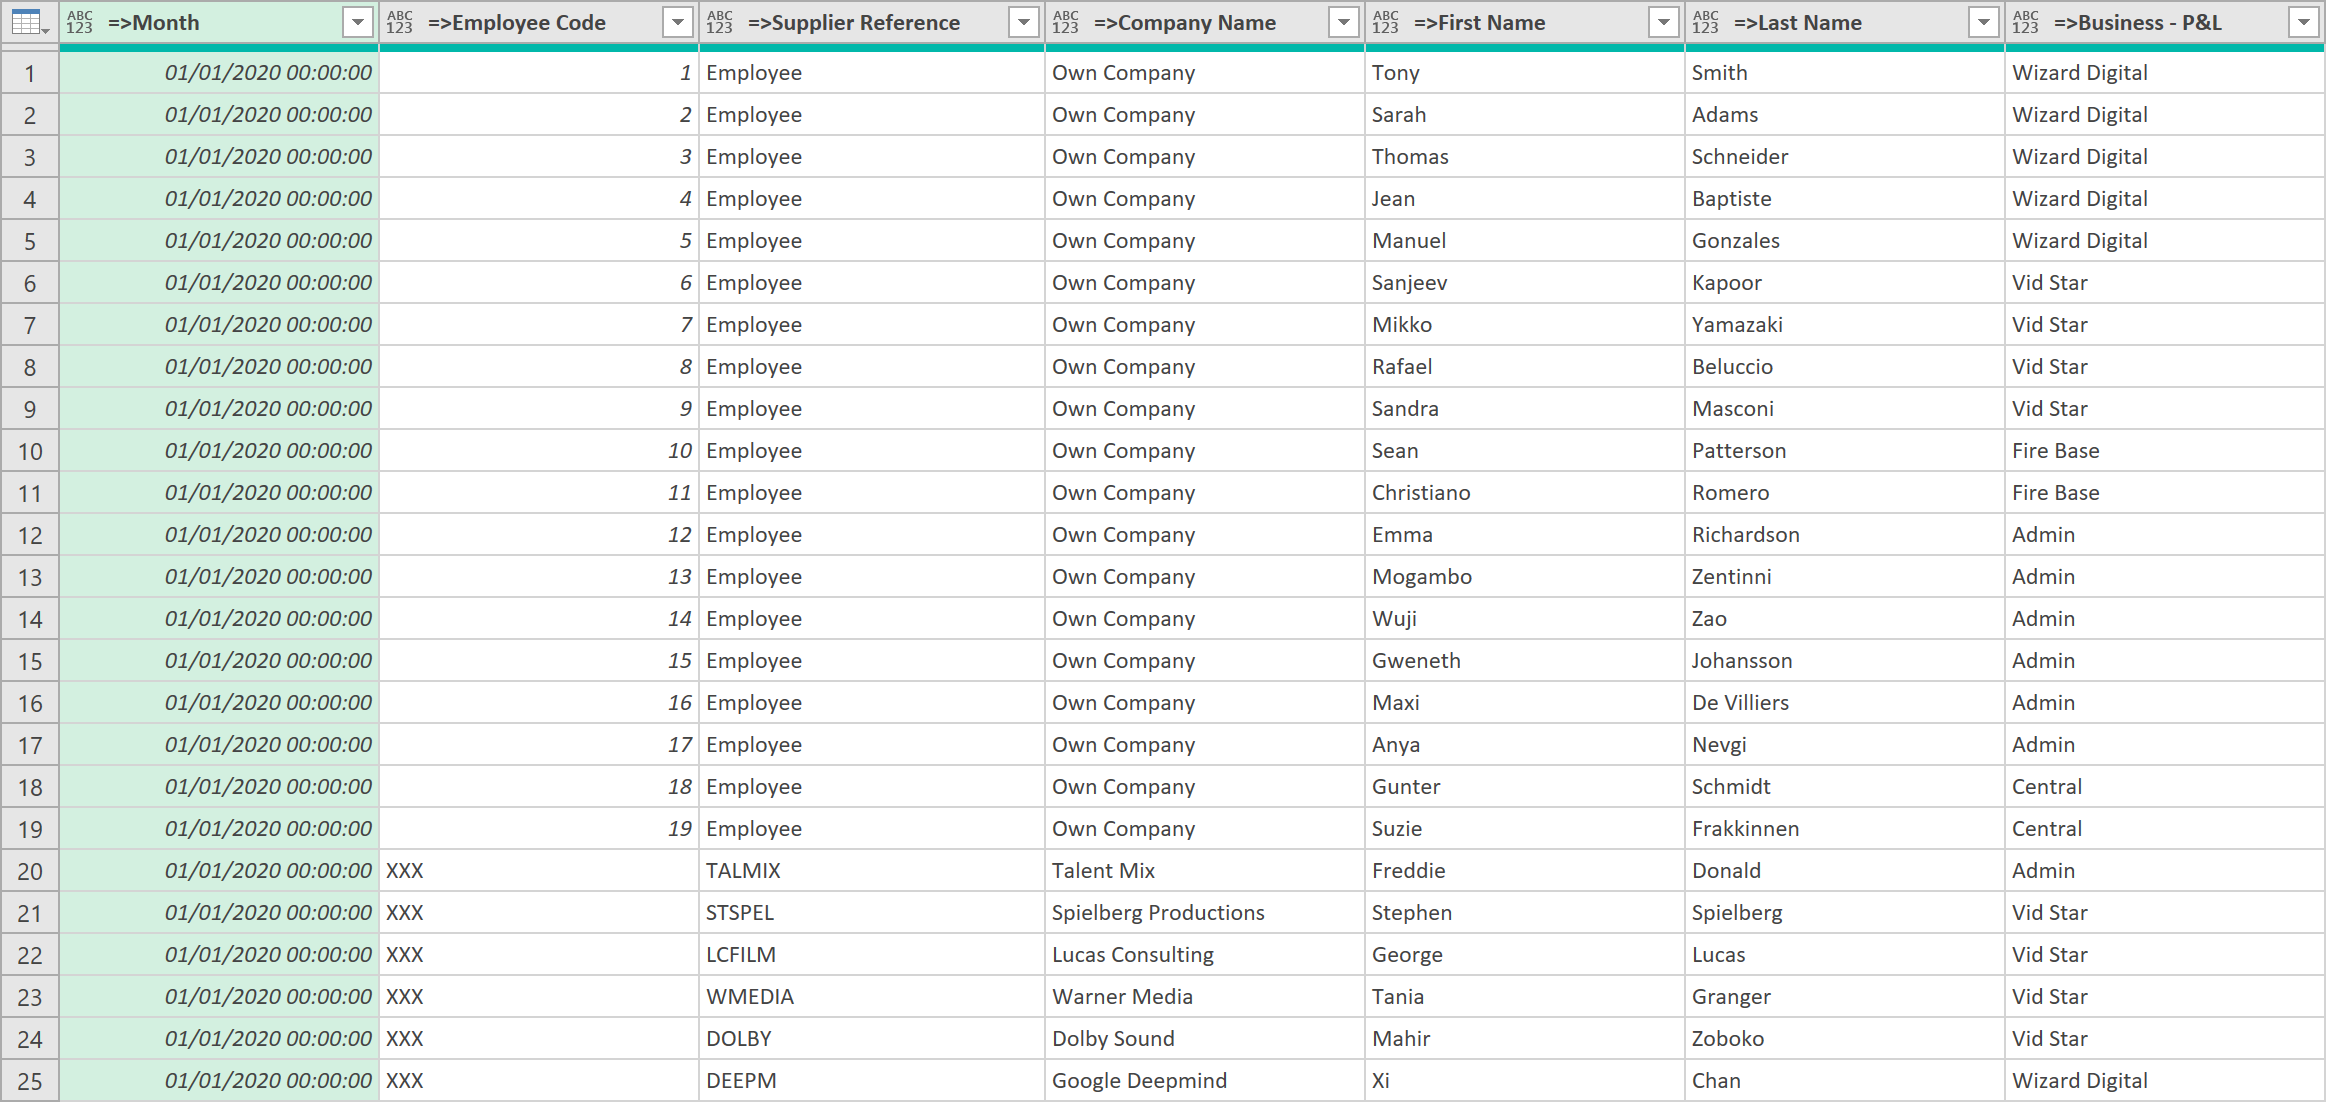 ABC 123 =>Month ABC 123 =>Employee Code ABC 123 =>Supplier Reference ABC 123 =>Company Name ABC 123 =>First Name ABC 123 =>Last Name ABC 123 =>Business - P&L
1 01/01/2020 00:00:00 1 Employee Own Company Tony Smith Wizard Digital
2 01/01/2020 00:00:00 2 Employee Own Company Sarah Adams Wizard Digital
3 01/01/2020 00:00:00 3 Employee Own Company Thomas Schneider Wizard Digital
4 01/01/2020 00:00:00 4 Employee Own Company Jean Baptiste Wizard Digital
5 01/01/2020 00:00:00 5 Employee Own Company Manuel Gonzales Wizard Digital
6 01/01/2020 00:00:00 6 Employee Own Company Sanjeev Kapoor Vid Star
7 01/01/2020 00:00:00 7 Employee Own Company Mikko Yamazaki Vid Star
8 01/01/2020 00:00:00 8 Employee Own Company Rafael Beluccio Vid Star
9 01/01/2020 00:00:00 9 Employee Own Company Sandra Masconi Vid Star
10 01/01/2020 00:00:00 10 Employee Own Company Sean Patterson Fire Base
11 01/01/2020 00:00:00 11 Employee Own Company Christiano Romero Fire Base
12 01/01/2020 00:00:00 12 Employee Own Company Emma Richardson Admin
13 01/01/2020 00:00:00 13 Employee Own Company Mogambo Zentinni Admin
14 01/01/2020 00:00:00 14 Employee Own Company Wuji Zao Admin
15 01/01/2020 00:00:00 15 Employee Own Company Gweneth Johansson Admin
16 01/01/2020 00:00:00 16 Employee Own Company Maxi De Villiers Admin
17 01/01/2020 00:00:00 17 Employee Own Company Anya Nevgi Admin
18 01/01/2020 00:00:00 18 Employee Own Company Gunter Schmidt Central
19 01/01/2020 00:00:00 19 Employee Own Company Suzie Frakkinnen Central
20 01/01/2020 00:00:00 XXX TALMIX Talent Mix Freddie Donald Admin
21 01/01/2020 00:00:00 XXX STSPEL Spielberg Productions Stephen Spielberg Vid Star
22 01/01/2020 00:00:00 XXX LCFILM Lucas Consulting George Lucas Vid Star
23 01/01/2020 00:00:00 XXX WMEDIA Warner Media Tania Granger Vid Star
24 01/01/2020 00:00:00 XXX DOLBY Dolby Sound Mahir Zoboko Vid Star
25 01/01/2020 00:00:00 XXX DEEPM Google Deepmind Xi Chan Wizard Digital